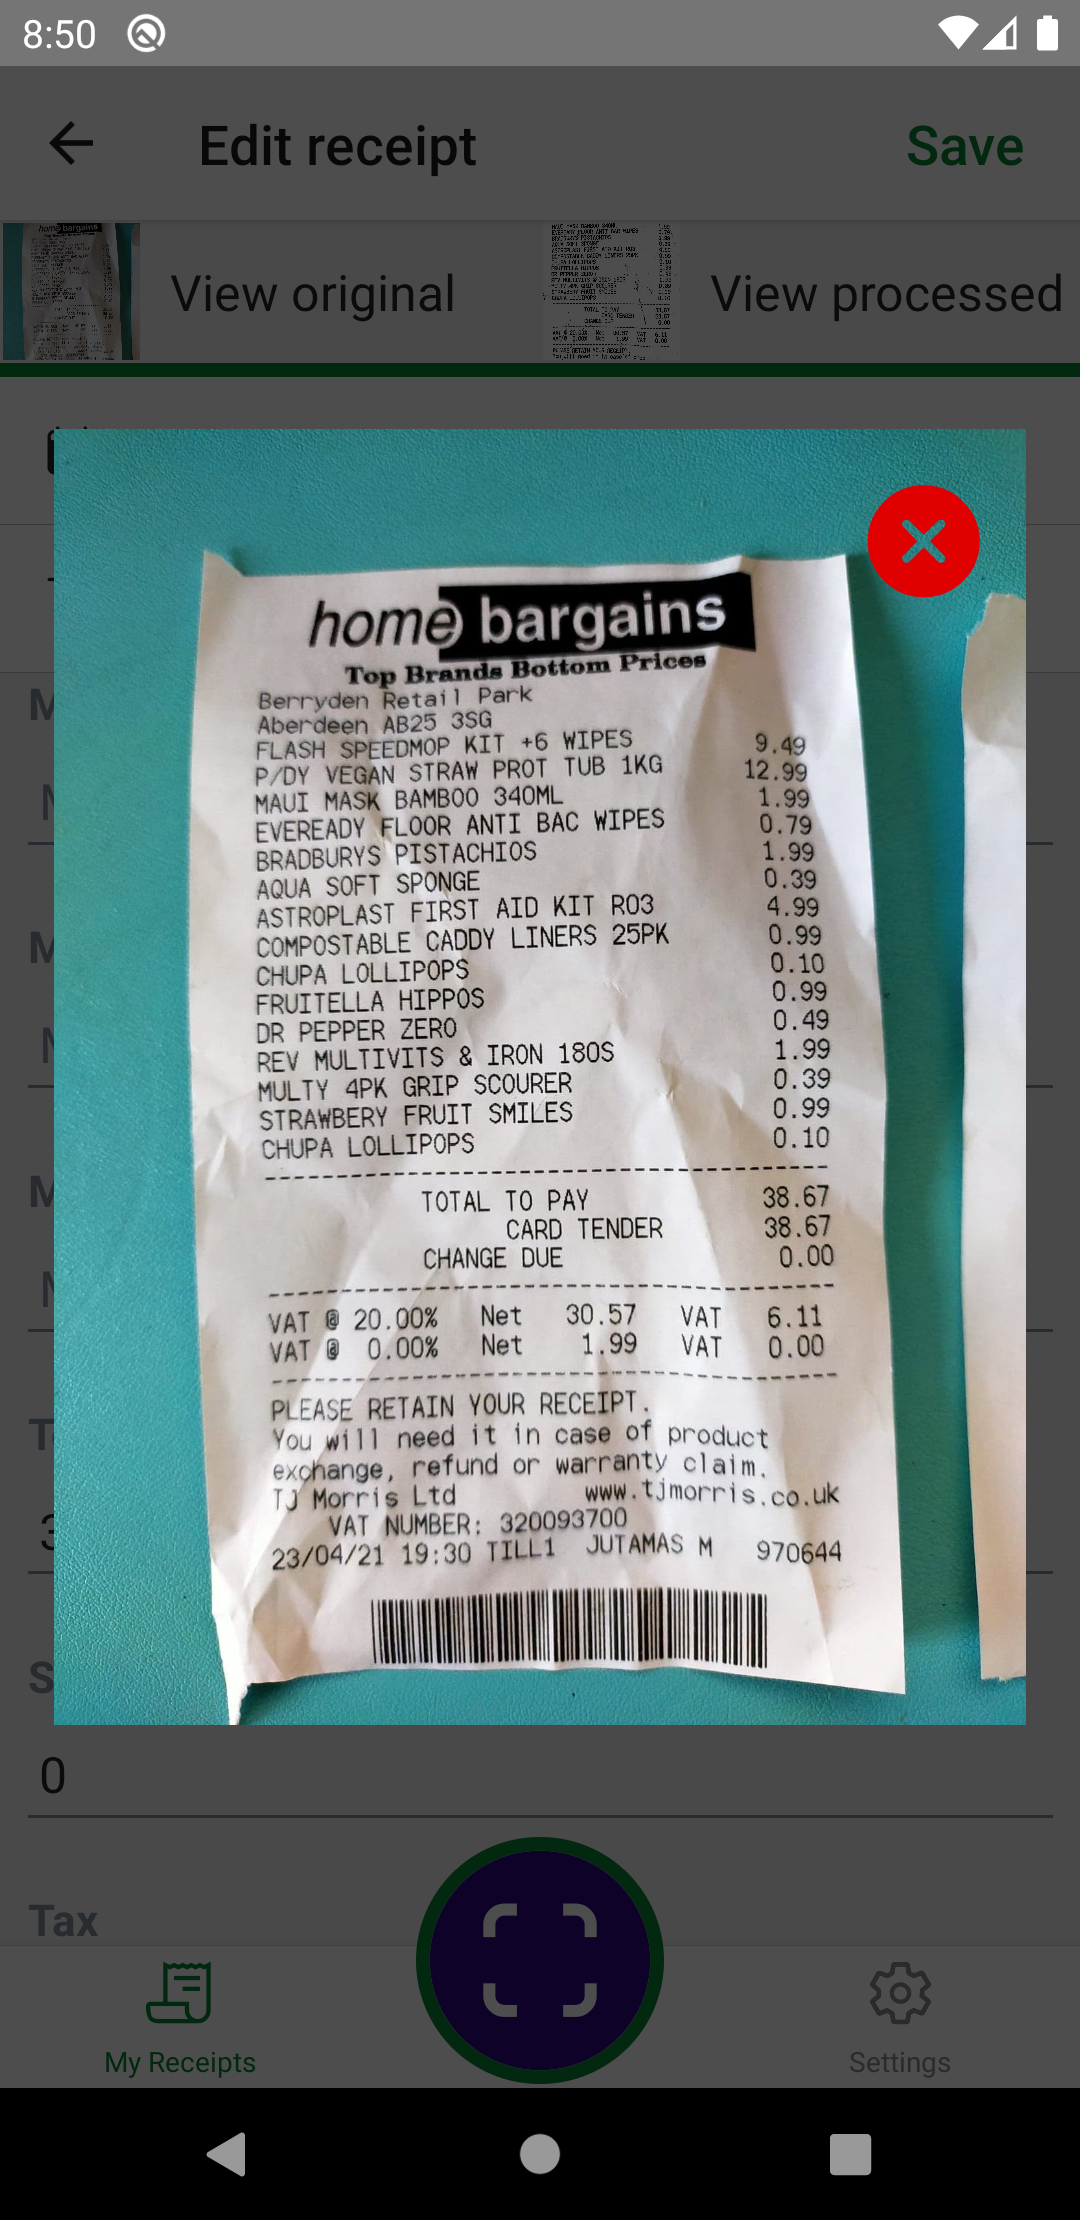 8:50
Edit receipt
Save
View original
View processed
home bargains
Top Brands Bottom Prices
Berryden Retail Park
Aberdeen AB25 3SG
FLASH SPEEDMOP KIT +6 WIPES 9.49
P/DY VEGAN STRAW PROT TUB 1KG 12.99
MAUI MASK BAMBOO 340ML 1.99
EVEREADY FLOOR ANTI BAC WIPES 0.79
BRADBURYS PISTACHIOS 1.99
AQUA SOFT SPONGE 0.39
ASTROPLAST FIRST AID KIT R03 4.99
COMPOSTABLE CADDY LINERS 25PK 0.99
CHUPA LOLLIPOPS 0.10
FRUITELLA HIPPOS 0.99
DR PEPPER ZERO 0.49
REV MULTIVITS & IRON 180S 1.99
MULTY 4PK GRIP SCOURER 0.39
STRAWBERY FRUIT SMILES 0.99
CHUPA LOLLIPOPS 0.10
TOTAL TO PAY 38.67
CARD TENDER 38.67
CHANGE DUE 0.00
VAT @ 20.00% Net 30.57 VAT 6.11
VAT @ 0.00% Net 1.99 VAT 0.00
PLEASE RETAIN YOUR RECEIPT.
You will need it in case of product
exchange, refund or warranty claim.
TJ Morris Ltd www.tjmorris.co.uk
VAT NUMBER: 320093700
23/04/21 19:30 TILL1 JUTAMAS M 970644
0
Tax
My Receipts
Settings